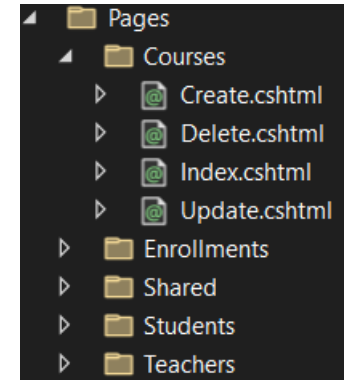 Pages
Courses
Create.cshtml
Delete.cshtml
Index.cshtml
Update.cshtml
Enrollments
Shared
Students
Teachers